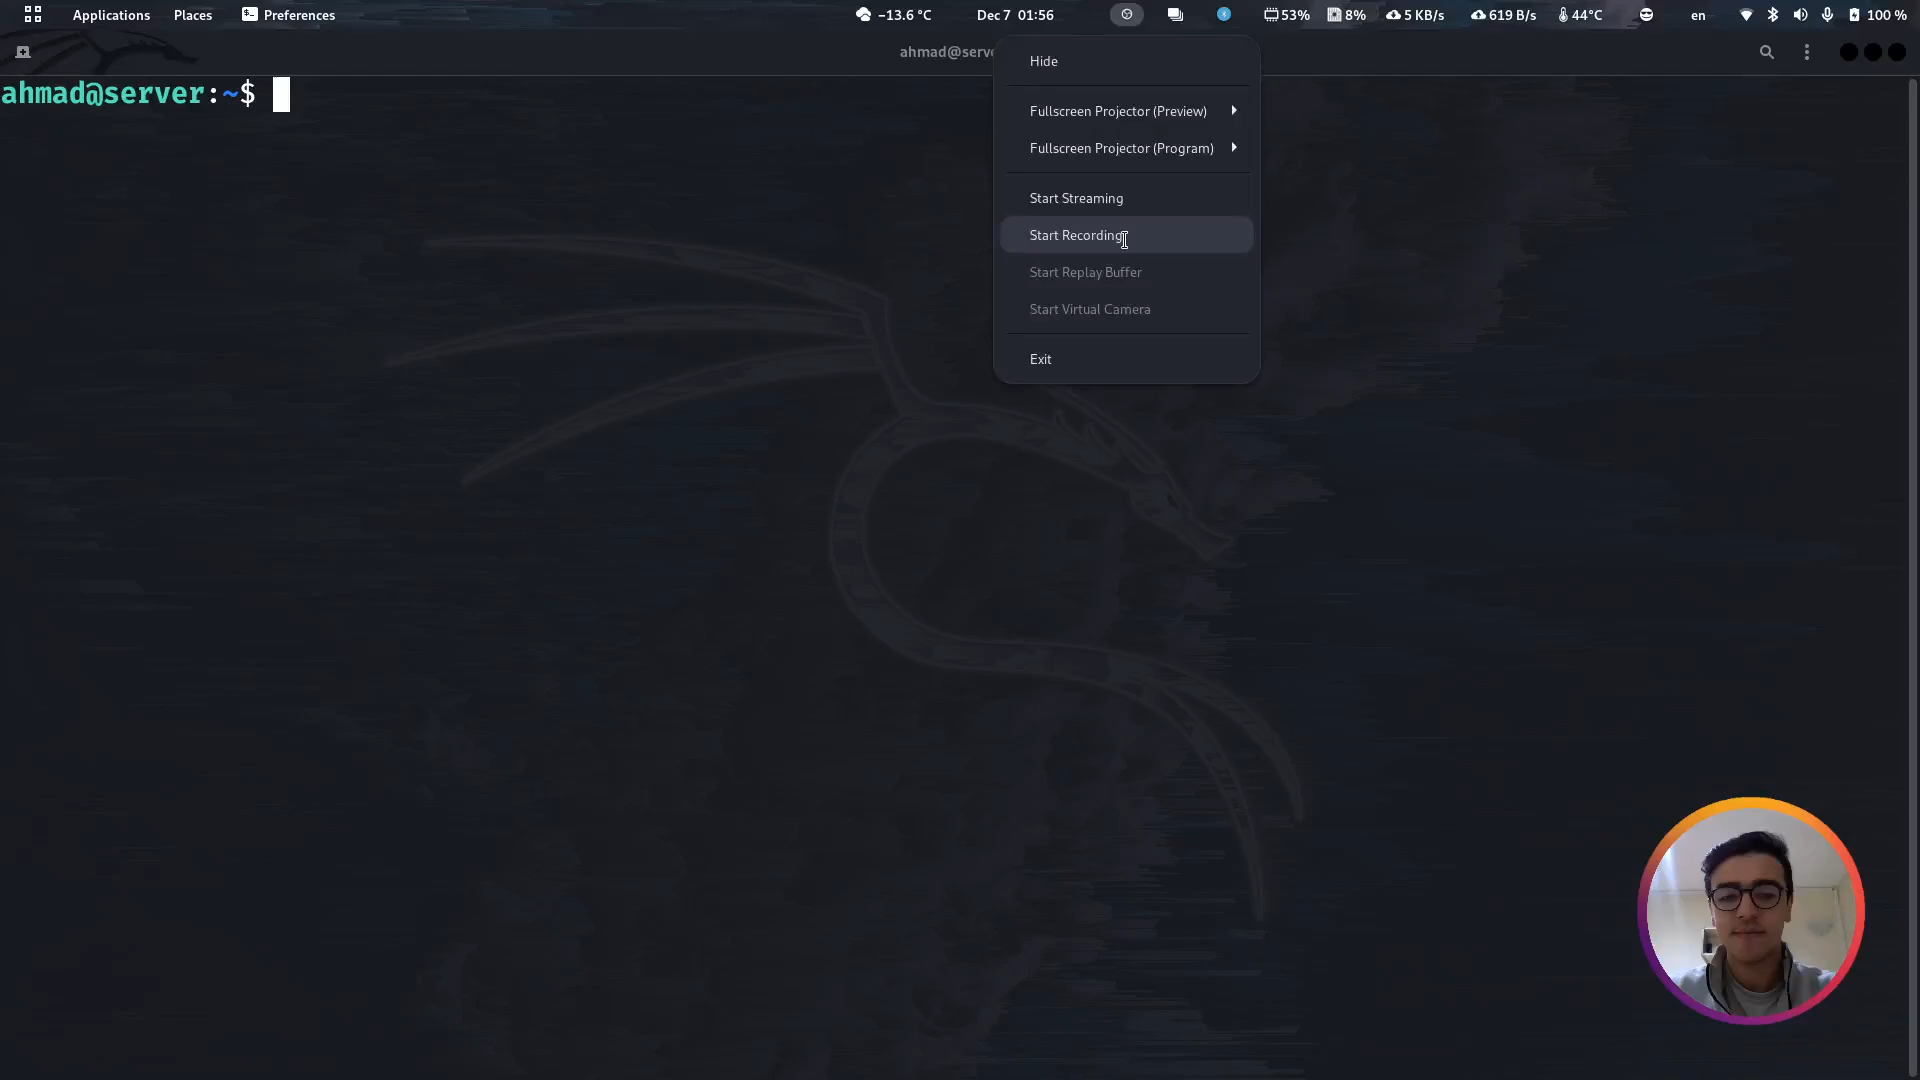 Applications Places Preferences −13.6 °C Dec 7 01:56 53% 8% 5 KB/s 619 B/s 44°C en 100 %
ahmad@serve
ahmad@server:~$
Hide
Fullscreen Projector (Preview)
Fullscreen Projector (Program)
Start Streaming
Start Recording
Start Replay Buffer
Start Virtual Camera
Exit